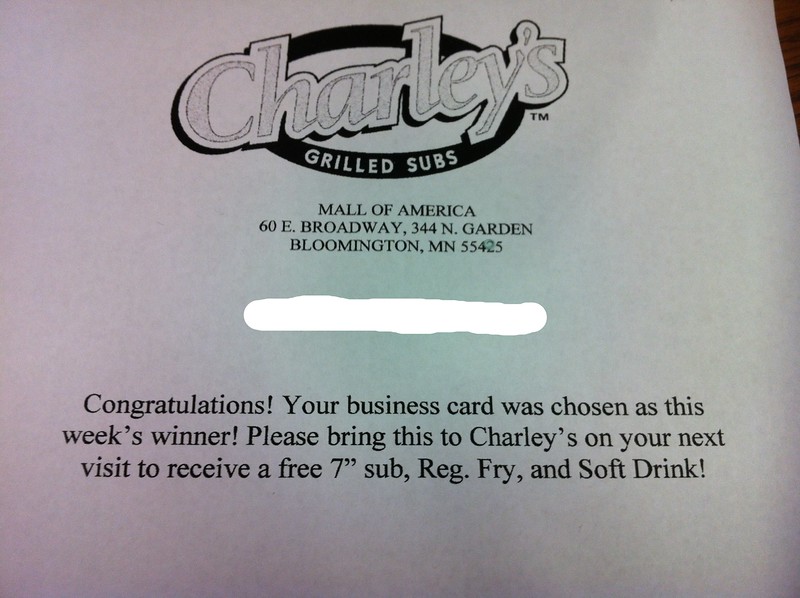 Charley's
TM
GRILLED SUBS
MALL OF AMERICA
60 E. BROADWAY, 344 N. GARDEN
BLOOMINGTON, MN 55425
Congratulations! Your business card was chosen as this
week's winner! Please bring this to Charley's on your next
visit to receive a free 7” sub, Reg. Fry, and Soft Drink!